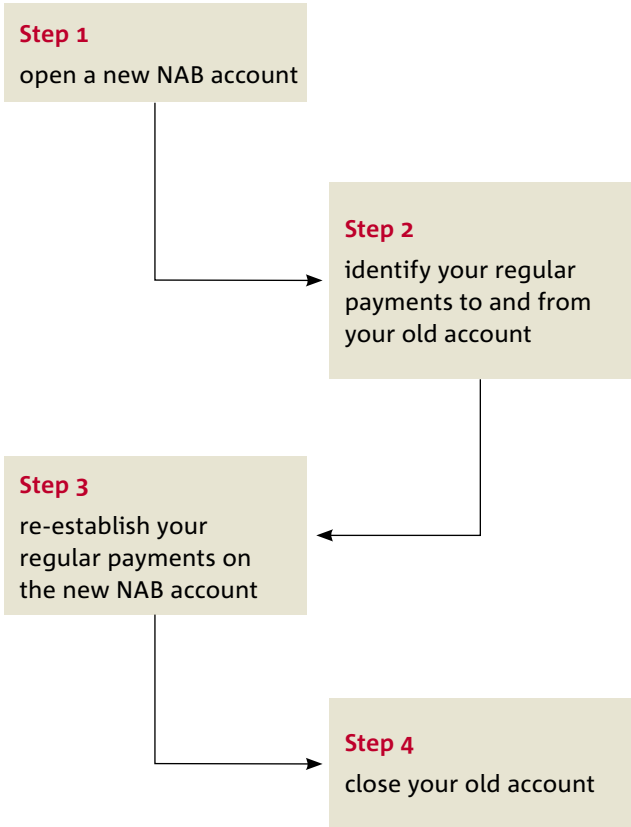 Step 1
open a new NAB account
Step 2
identify your regular
payments to and from
your old account
Step 3
re-establish your
regular payments on
the new NAB account
Step 4
close your old account